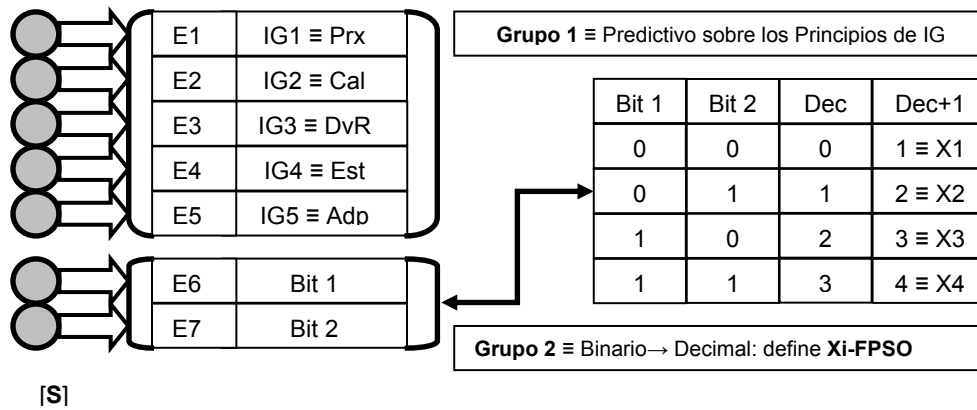 E1 IG1 ≡ Prx
E2 IG2 ≡ Cal
E3 IG3 ≡ DvR
E4 IG4 ≡ Est
E5 IG5 ≡ Adp
E6 Bit 1
E7 Bit 2
[S]
Grupo 1 ≡ Predictivo sobre los Principios de IG
Bit 1 Bit 2 Dec Dec+1
0 0 0 1 ≡ X1
0 1 1 2 ≡ X2
1 0 2 3 ≡ X3
1 1 3 4 ≡ X4
Grupo 2 ≡ Binario→ Decimal: define Xi-FPSO